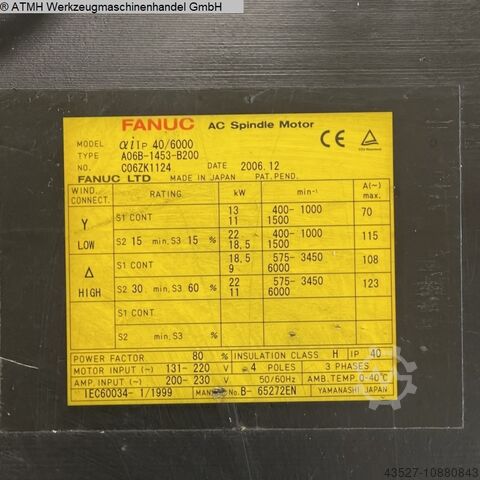 ® ATMH Werkzeugmaschinenhandel GmbH
FANUC AC Spindle Motor
MODEL αiIP 40/6000
TYPE A06B-1453-B200
NO. C06ZK1124 DATE 2006.12
FANUC LTD MADE IN JAPAN PAT.PEND.
WIND. CONNECT. RATING kW min⁻¹ A(~) max.
Y LOW
S1 CONT 13 400- 1000 70
11 1500
S2 15 min,S3 15 % 22 400- 1000 115
18,5 1500
△ HIGH
S1 CONT 18,5 575- 3450 108
9 6000
S2 30 min,S3 60 % 22 575- 3450 123
11 6000
S1 CONT
S2 min,S3 %
POWER FACTOR 80 % INSULATION CLASS H IP 40
MOTOR INPUT (~) 131- 220 V 4 POLES 3 PHASES
AMP.INPUT (~) 200- 230 V 50/60Hz AMB.TEMP.0-40℃
IEC60034- 1/1999 No.B- 65272EN YAMANASHI JAPAN
43527-10880843